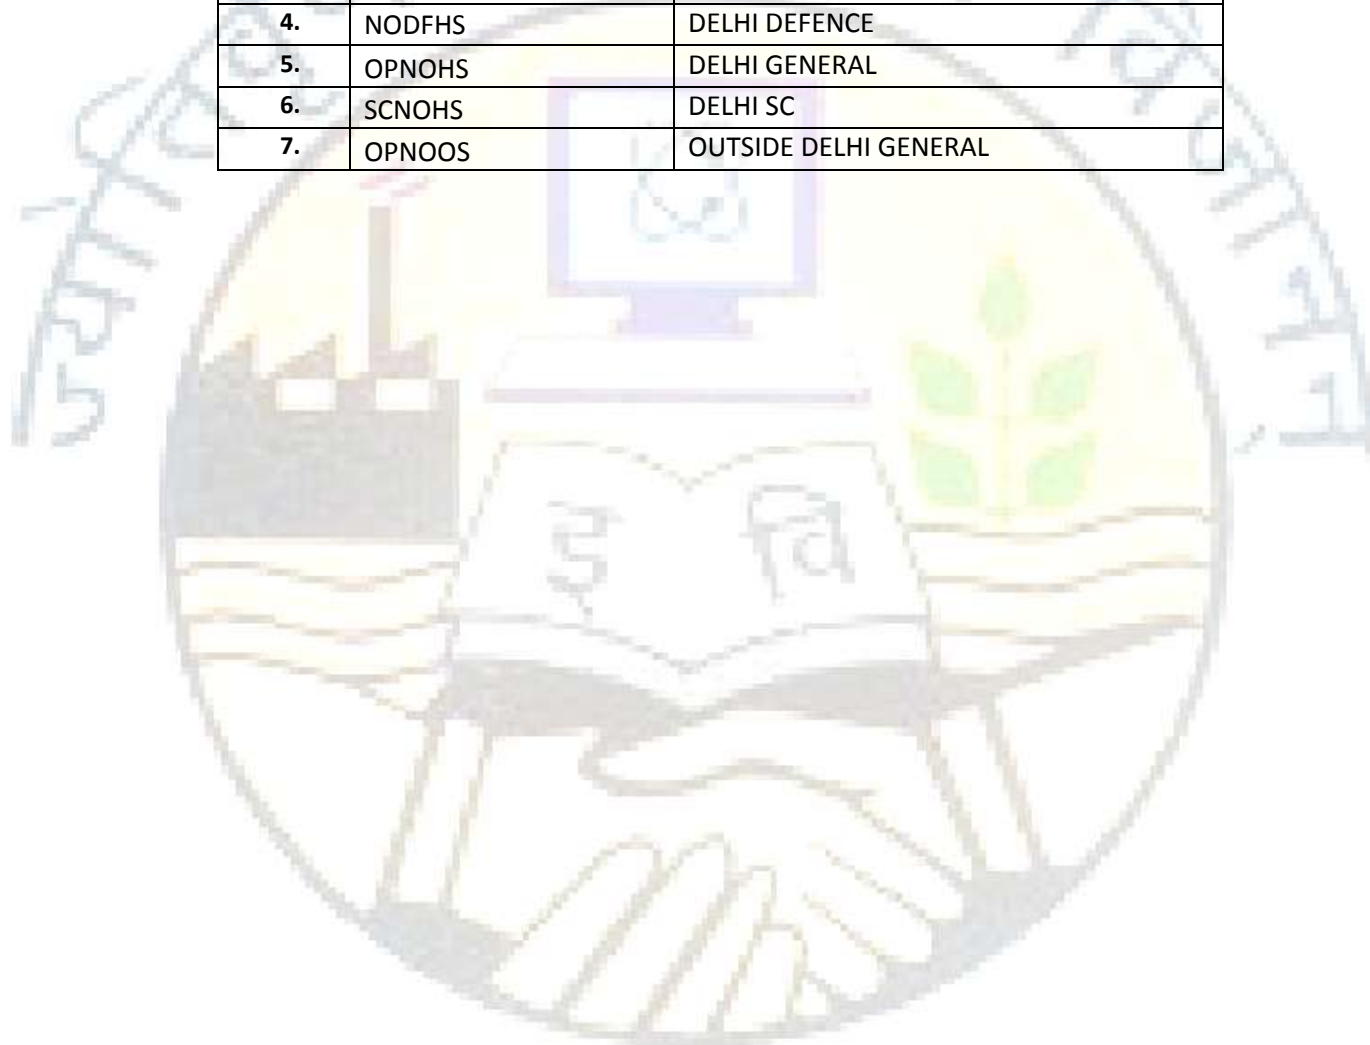 4. NODFHS DELHI DEFENCE
5. OPNOHS DELHI GENERAL
6. SCNOHS DELHI SC
7. OPNOOS OUTSIDE DELHI GENERAL
इ वि